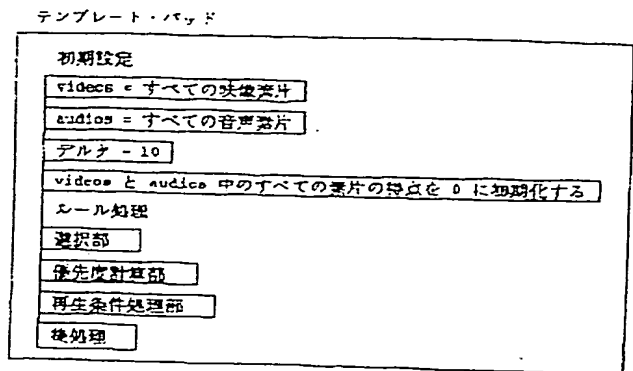 テンプレート・パッド
初期設定
videos = すべての映像素片
audios = すべての音声素片
デルタ = 10
videos と audios 中のすべての素片の得点を 0 に初期化する
ルール処理
選択部
優先度計算部
再生条件処理部
後処理